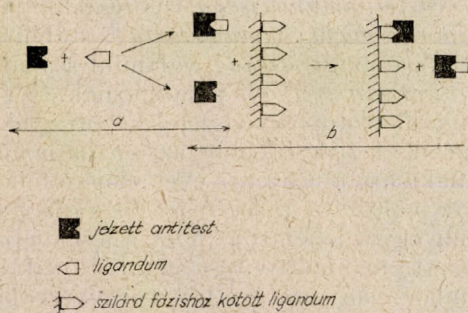 +
+
+
a
b
jelzett antitest
ligandum
szilárd fázishoz kötött ligandum